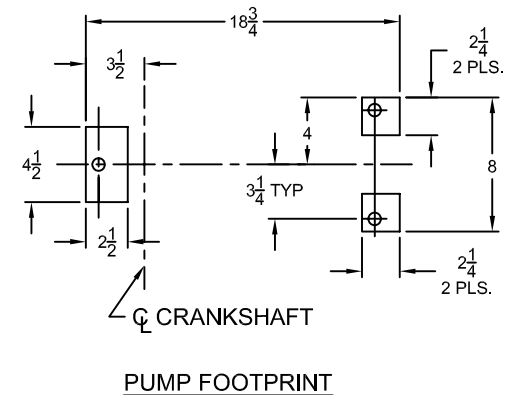 18 3/4
3 1/2
2 1/4
2 PLS.
4
4 1/2
8
3 1/4 TYP
2 1/2
2 1/4
2 PLS.
℄ CRANKSHAFT
PUMP FOOTPRINT